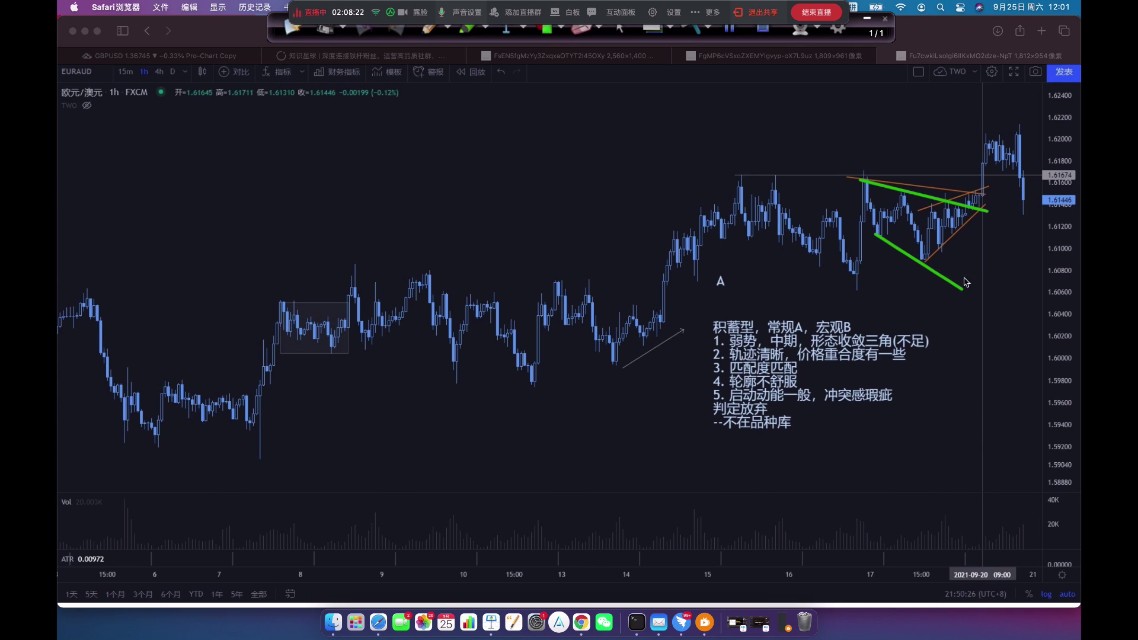 Safari浏览器 文件 编辑 显示 历史记录
直播中 02:08:22 露脸 声音设置 追加直播群 白板 互动面板 设置 更多 退出共享 结束直播
9月25日 周六 12:01
1 / 1
GBPUSD 1.36745 ▼ −0.33% Pre-Chart Copy
EURAUD 15m 1h 4h D 对比 指标 财务指标 模板 警报 回放 TWO 发表
欧元/澳元 1h FXCM 开=1.61645 高=1.61711 低=1.61310 收=1.61446 −0.00199 (−0.12%)
TWO
1.62400
1.62200
1.62000
1.61800
1.61674
1.61600
1.61446
1.61200
1.61000
1.60800
1.60600
1.60400
1.60200
1.60000
1.59800
1.59600
1.59400
1.59200
1.59040
1.58880
A
积蓄型，常规A，宏观B
1. 弱势，中期，形态收敛三角(不足)
2. 轨迹清晰，价格重合度有一些
3. 匹配度匹配
4. 轮廓不舒服
5. 启动动能一般，冲突感瑕疵
判定放弃
--不在品种库
Vol
40K
20K
0.00000
ATR 0.00972
15:00 6 7 8 9 10 15:00 13 14 15 16 17 15:00 2021-09-20 09:00 21
1天 5天 1个月 3个月 6个月 YTD 1年 5年 全部 21:50:26 (UTC+8) % log auto